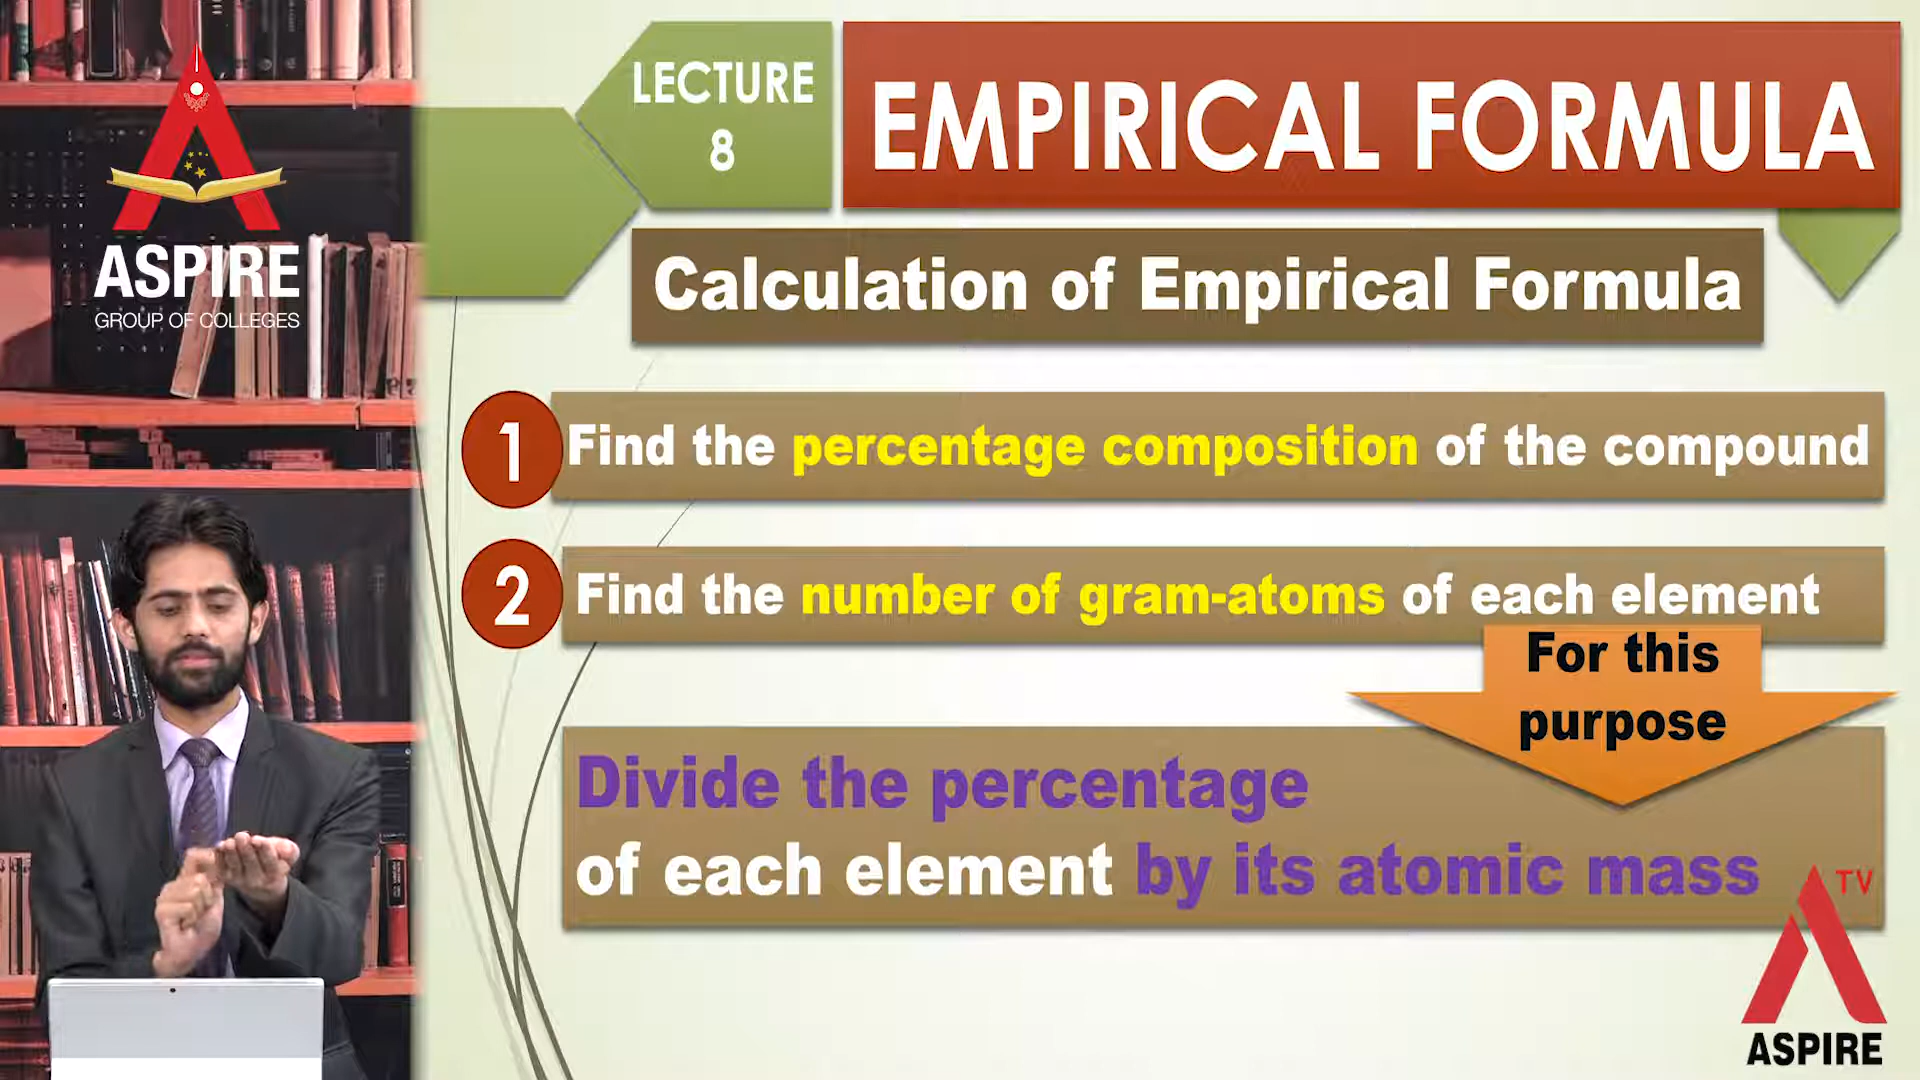 ASPIRE
GROUP OF COLLEGES
LECTURE
8
EMPIRICAL FORMULA
Calculation of Empirical Formula
1
Find the percentage composition of the compound
2
Find the number of gram-atoms of each element
For this
purpose
Divide the percentage
of each element by its atomic mass
TV
ASPIRE